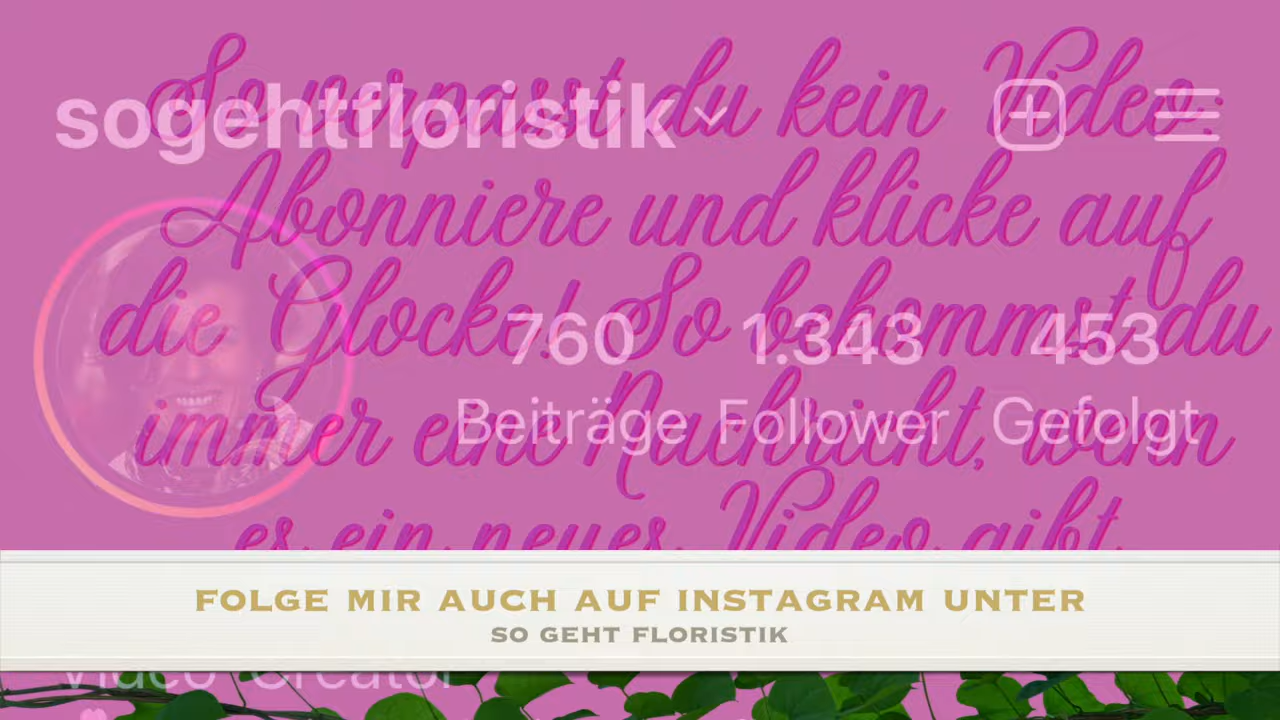 So verpasst du kein Video:
sogehtfloristik
Abonniere und klicke auf
die Glocke! So bekommst du
760 1.343 453
Beiträge Follower Gefolgt
immer eine Nachricht, wenn
es ein neues Video gibt
FOLGE MIR AUCH AUF INSTAGRAM UNTER
SO GEHT FLORISTIK
Video Creator